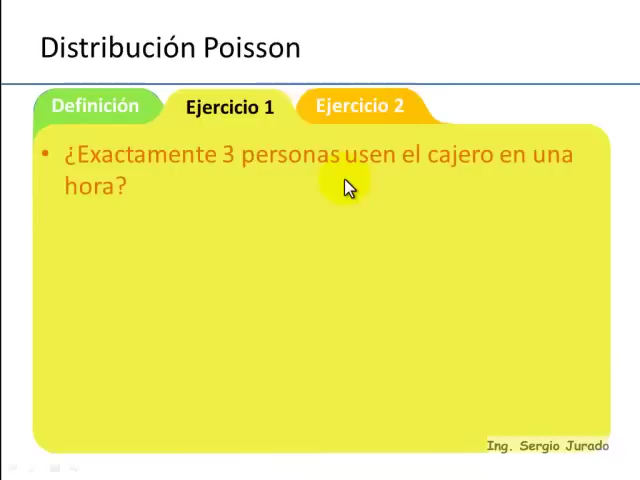 Distribución Poisson
Definición
Ejercicio 1
Ejercicio 2
• ¿Exactamente 3 personas usen el cajero en una
hora?
Ing. Sergio Jurado